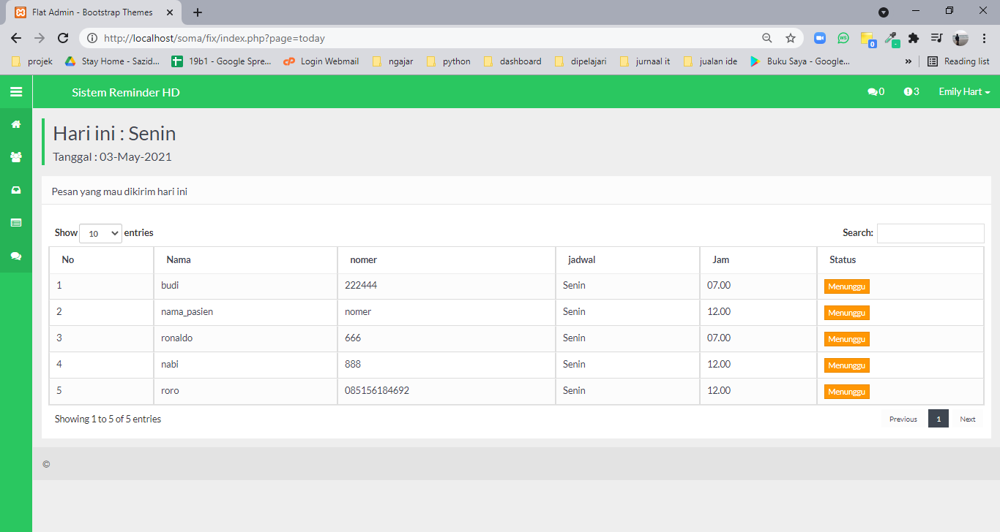 Flat Admin - Bootstrap Themes
http://localhost/soma/fix/index.php?page=today
ws 0 -
projek Stay Home - Sazid... 19b1 - Google Spre... Login Webmail ngajar python dashboard dipelajari jurnaal it jualan ide Buku Saya - Google... » Reading list
Sistem Reminder HD 0 3 Emily Hart
Hari ini : Senin
Tanggal : 03-May-2021
Pesan yang mau dikirim hari ini
Show 10 entries Search:
No Nama nomer jadwal Jam Status
1 budi 222444 Senin 07.00 Menunggu
2 nama_pasien nomer Senin 12.00 Menunggu
3 ronaldo 666 Senin 07.00 Menunggu
4 nabi 888 Senin 12.00 Menunggu
5 roro 085156184692 Senin 12.00 Menunggu
Showing 1 to 5 of 5 entries Previous 1 Next
©